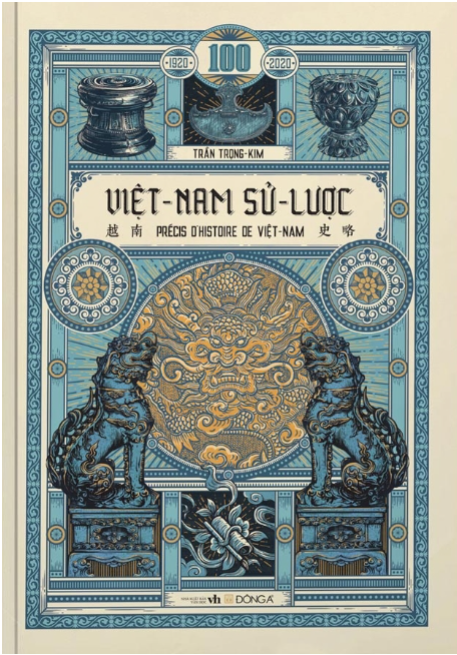 100
1920 2020
TRẦN TRỌNG-KIM
VIỆT-NAM SỬ-LƯỢC
越南 PRÉCIS D'HISTOIRE DE VIỆT-NAM 史略
vh ĐÔNG A